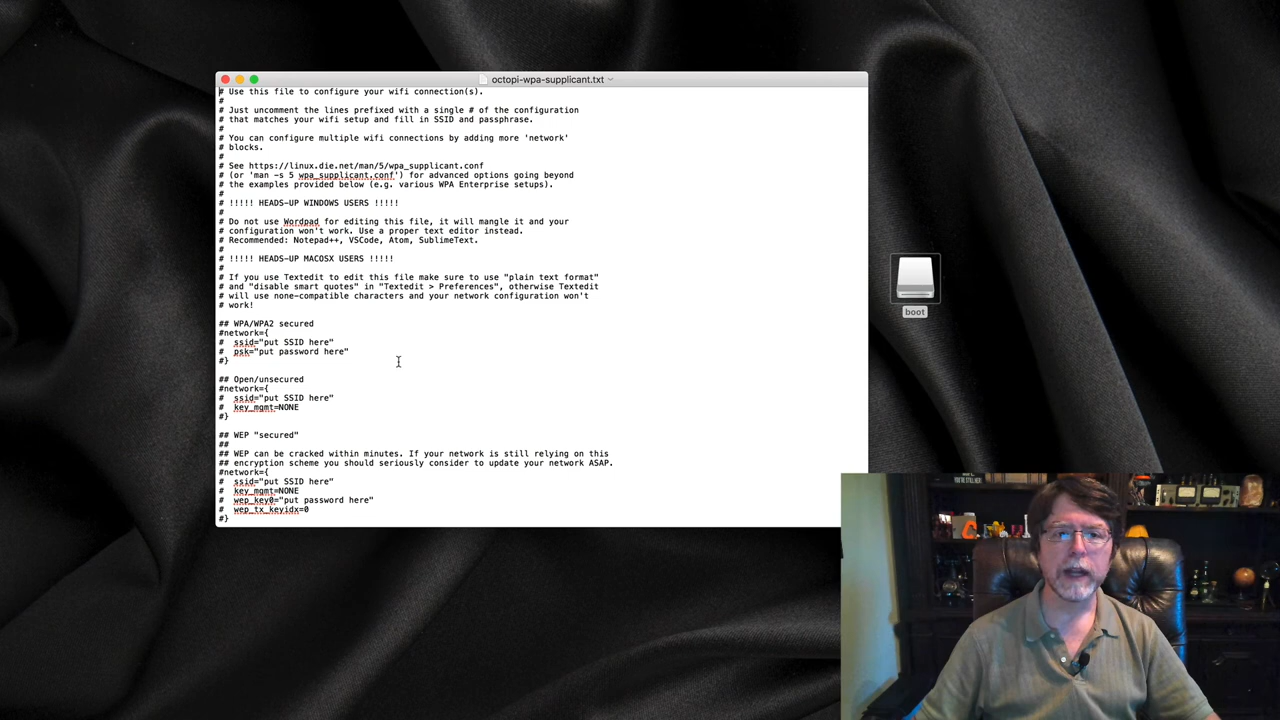 octopi-wpa-supplicant.txt
# Use this file to configure your wifi connection(s).
#
# Just uncomment the lines prefixed with a single # of the configuration
# that matches your wifi setup and fill in SSID and passphrase.
#
# You can configure multiple wifi connections by adding more 'network'
# blocks.
#
# See https://linux.die.net/man/5/wpa_supplicant.conf
# (or 'man -s 5 wpa_supplicant.conf') for advanced options going beyond
# the examples provided below (e.g. various WPA Enterprise setups).
#
# !!!!! HEADS-UP WINDOWS USERS !!!!!
#
# Do not use Wordpad for editing this file, it will mangle it and your
# configuration won't work. Use a proper text editor instead.
# Recommended: Notepad++, VSCode, Atom, SublimeText.
#
# !!!!! HEADS-UP MACOSX USERS !!!!!
#
# If you use Textedit to edit this file make sure to use "plain text format"
# and "disable smart quotes" in "Textedit > Preferences", otherwise Textedit
# will use none-compatible characters and your network configuration won't
# work!
## WPA/WPA2 secured
#network={
#  ssid="put SSID here"
#  psk="put password here"
#}
## Open/unsecured
#network={
#  ssid="put SSID here"
#  key_mgmt=NONE
#}
## WEP "secured"
##
## WEP can be cracked within minutes. If your network is still relying on this
## encryption scheme you should seriously consider to update your network ASAP.
#network={
#  ssid="put SSID here"
#  key_mgmt=NONE
#  wep_key0="put password here"
#  wep_tx_keyidx=0
#}
boot